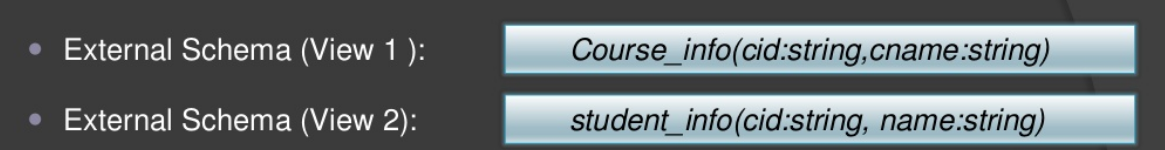 External Schema (View 1 ): Course_info(cid:string,cname:string)
External Schema (View 2): student_info(cid:string, name:string)